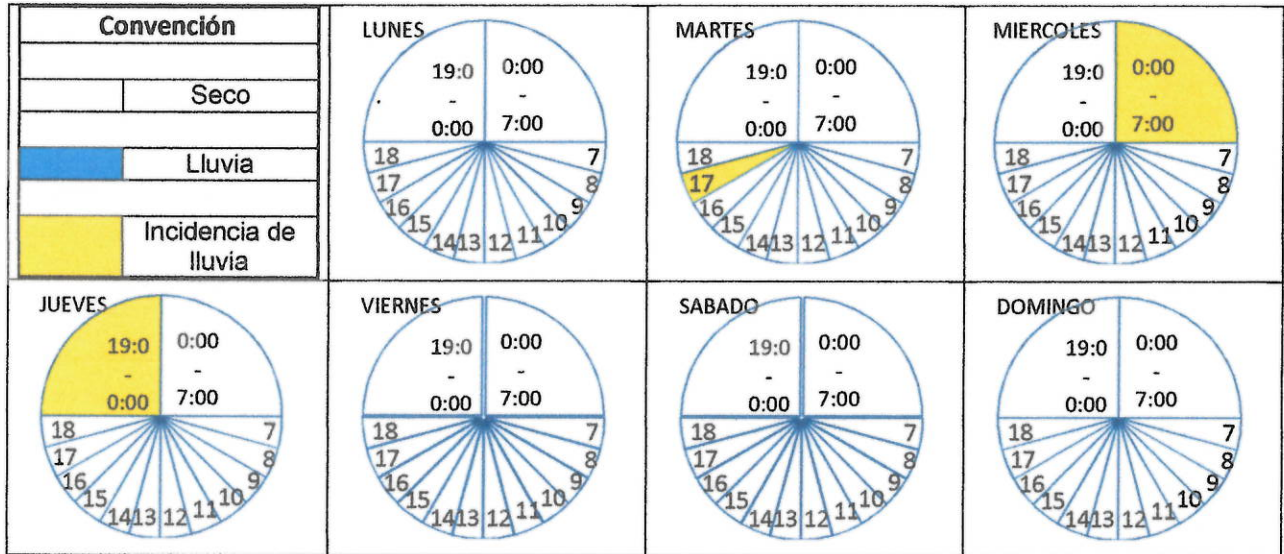 Convención
Seco
Lluvia
Incidencia de
lluvia
LUNES
19:0 0:00
- -
0:00 7:00
18 7
17 8
16 9
15 10
14 13 12 11
MARTES
19:0 0:00
- -
0:00 7:00
18 7
17 8
16 9
15 10
14 13 12 11
MIERCOLES
19:0 0:00
- -
0:00 7:00
18 7
17 8
16 9
15 10
14 13 12 11
JUEVES
19:0 0:00
- -
0:00 7:00
18 7
17 8
16 9
15 10
14 13 12 11
VIERNES
19:0 0:00
- -
0:00 7:00
18 7
17 8
16 9
15 10
14 13 12 11
SABADO
19:0 0:00
- -
0:00 7:00
18 7
17 8
16 9
15 10
14 13 12 11
DOMINGO
19:0 0:00
- -
0:00 7:00
18 7
17 8
16 9
15 10
14 13 12 11